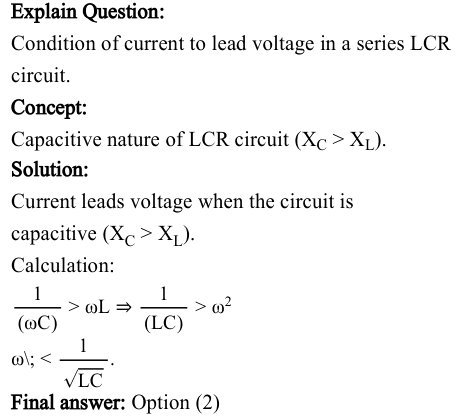 Explain Question:
Condition of current to lead voltage in a series LCR
circuit.
Concept:
Capacitive nature of LCR circuit (X_C > X_L).
Solution:
Current leads voltage when the circuit is
capacitive (X_C > X_L).
Calculation:
1/(ωC) > ωL ⇒ 1/(LC) > ω²
ω\; < 1/√LC.
Final answer: Option (2)